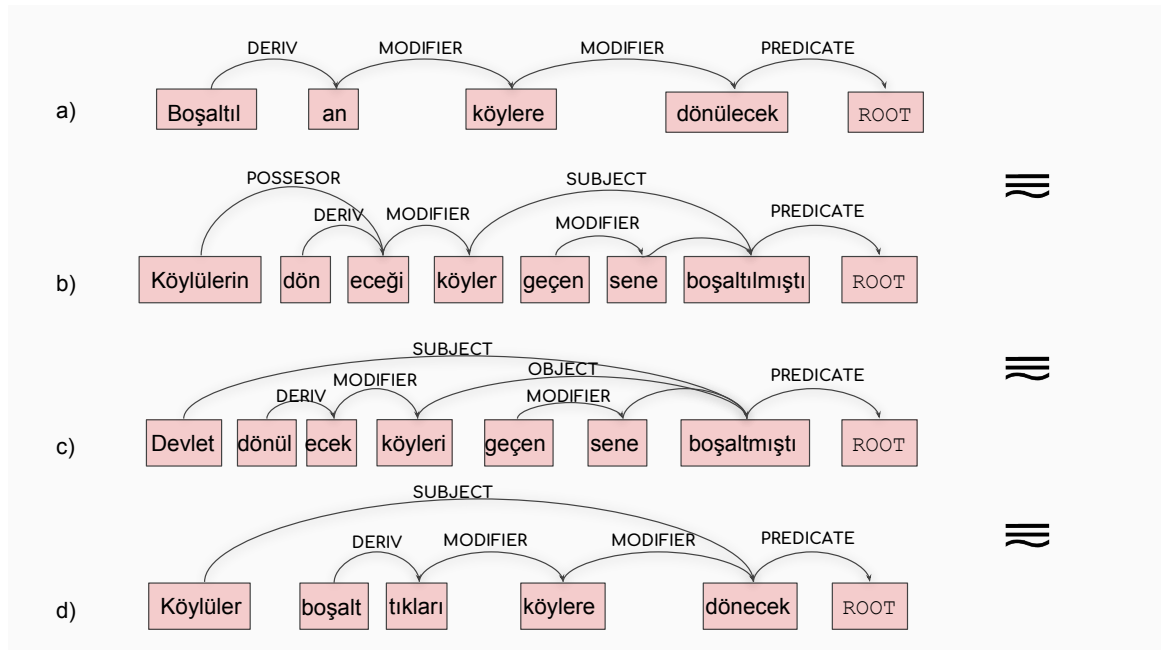 DERIV MODIFIER MODIFIER PREDICATE
a) Boşaltıl an köylere dönülecek ROOT
POSSESOR SUBJECT
DERIV MODIFIER MODIFIER PREDICATE
b) Köylülerin dön eceği köyler geçen sene boşaltılmıştı ROOT
SUBJECT
OBJECT
DERIV MODIFIER MODIFIER PREDICATE
c) Devlet dönül ecek köyleri geçen sene boşaltmıştı ROOT
SUBJECT
DERIV MODIFIER MODIFIER PREDICATE
d) Köylüler boşalt tıkları köylere dönecek ROOT